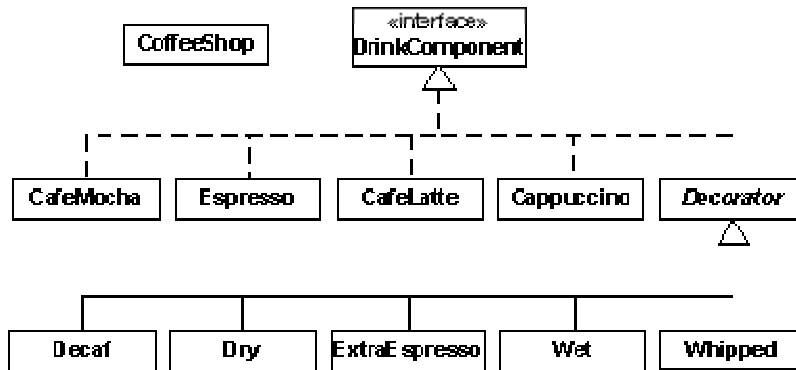 «interface»
CoffeeShop
DrinkComponent
CafeMocha
Espresso
CafeLatte
Cappuccino
Decorator
Decaf
Dry
ExtraEspresso
Wet
Whipped